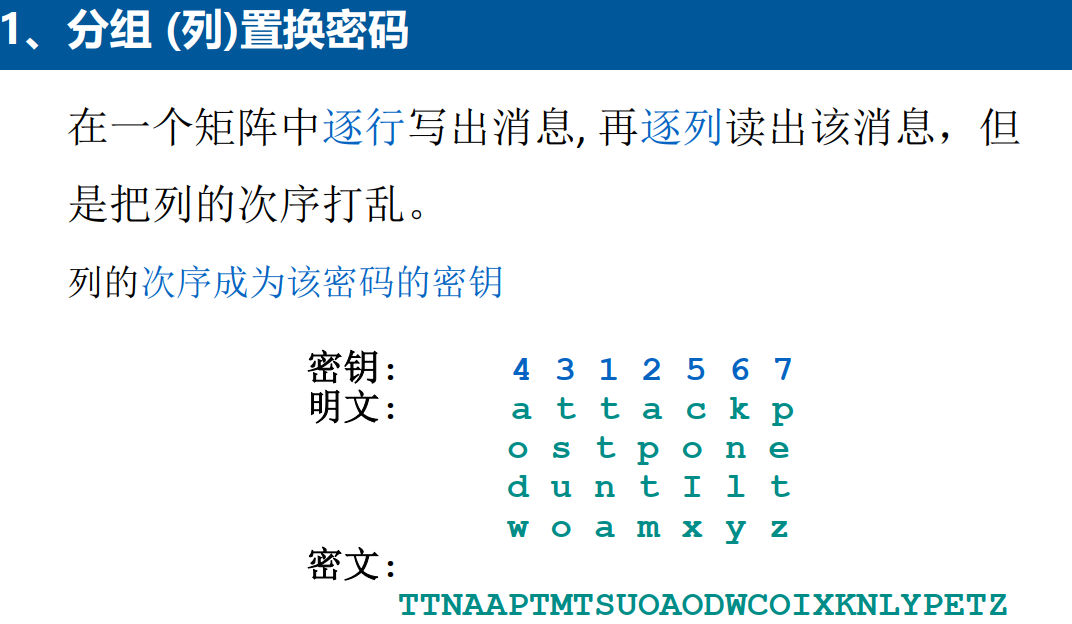 1、分组 (列)置换密码
在一个矩阵中逐行写出消息, 再逐列读出该消息，但
是把列的次序打乱。
列的次序成为该密码的密钥
密钥: 4 3 1 2 5 6 7
明文: a t t a c k p
o s t p o n e
d u n t I l t
w o a m x y z
密文:
TTNAAPTMTSUOAODWCOIXKNLYPETZ